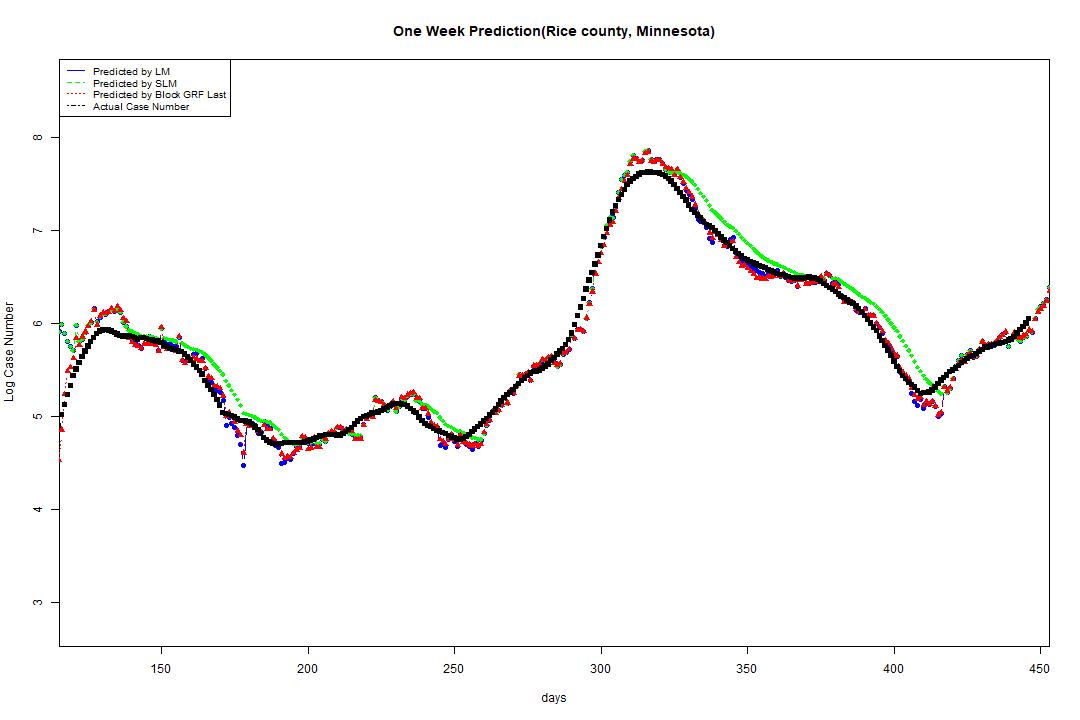 One Week Prediction(Rice county, Minnesota)
Predicted by LM
Predicted by SLM
Predicted by Block GRF Last
Actual Case Number
Log Case Number
8
7
6
5
4
3
150 200 250 300 350 400 450
days